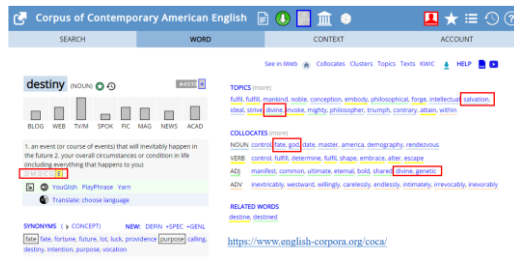 Corpus of Contemporary American English
SEARCH WORD CONTEXT ACCOUNT
See in iWeb Collocates Clusters Topics Texts KWIC HELP
destiny (NOUN)
BLOG WEB TV/M SPOK FIC MAG NEWS ACAD
1. an event (or course of events) that will inevitably happen in
the future 2. your overall circumstances or condition in life
(including everything that happens to you)
YouGlish PlayPhrase Yarn
Translate: choose language
SYNONYMS ( CONCEPT) NEW: DEFIN +SPEC +GENL
fate fate, fortune, future, lot, luck, providence purpose calling,
destiny, intention, purpose, vocation
TOPICS (more)
fulfi, fulfill, mankind, noble, conception, embody, philosophical, forge, intellectual, salvation,
ideal, strive, divine, invoke, mighty, philosopher, triumph, contrary, attain, within
COLLOCATES (more)
NOUN control, fate, god, date, master, america, demography, rendezvous
VERB control, fulfill, determine, fulfil, shape, embrace, alter, escape
ADJ manifest, common, ultimate, eternal, bold, shared, divine, genetic
ADV inextricably, westward, willingly, carelessly, endlessly, intimately, irrevocably, inexorably
RELATED WORDS
destine, destined
https://www.english-corpora.org/coca/